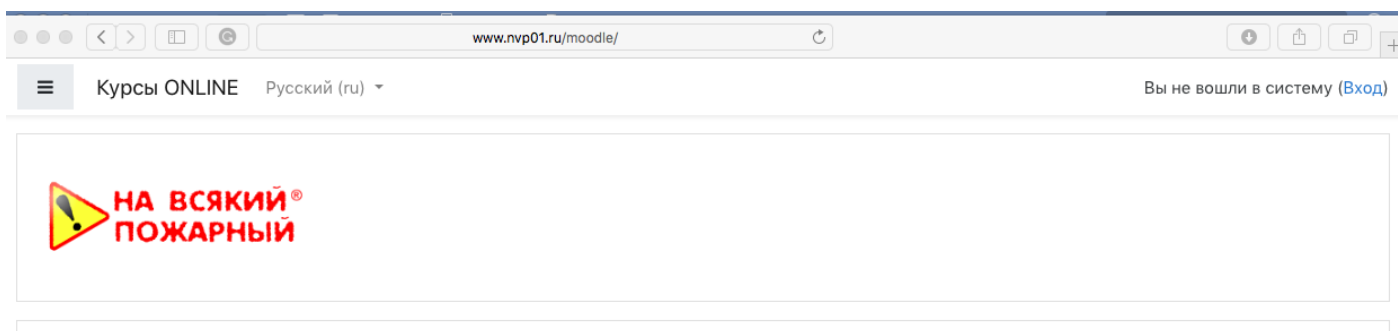 www.nvp01.ru/moodle/
Курсы ONLINE Русский (ru)
Вы не вошли в систему (Вход)
НА ВСЯКИЙ®
ПОЖАРНЫЙ